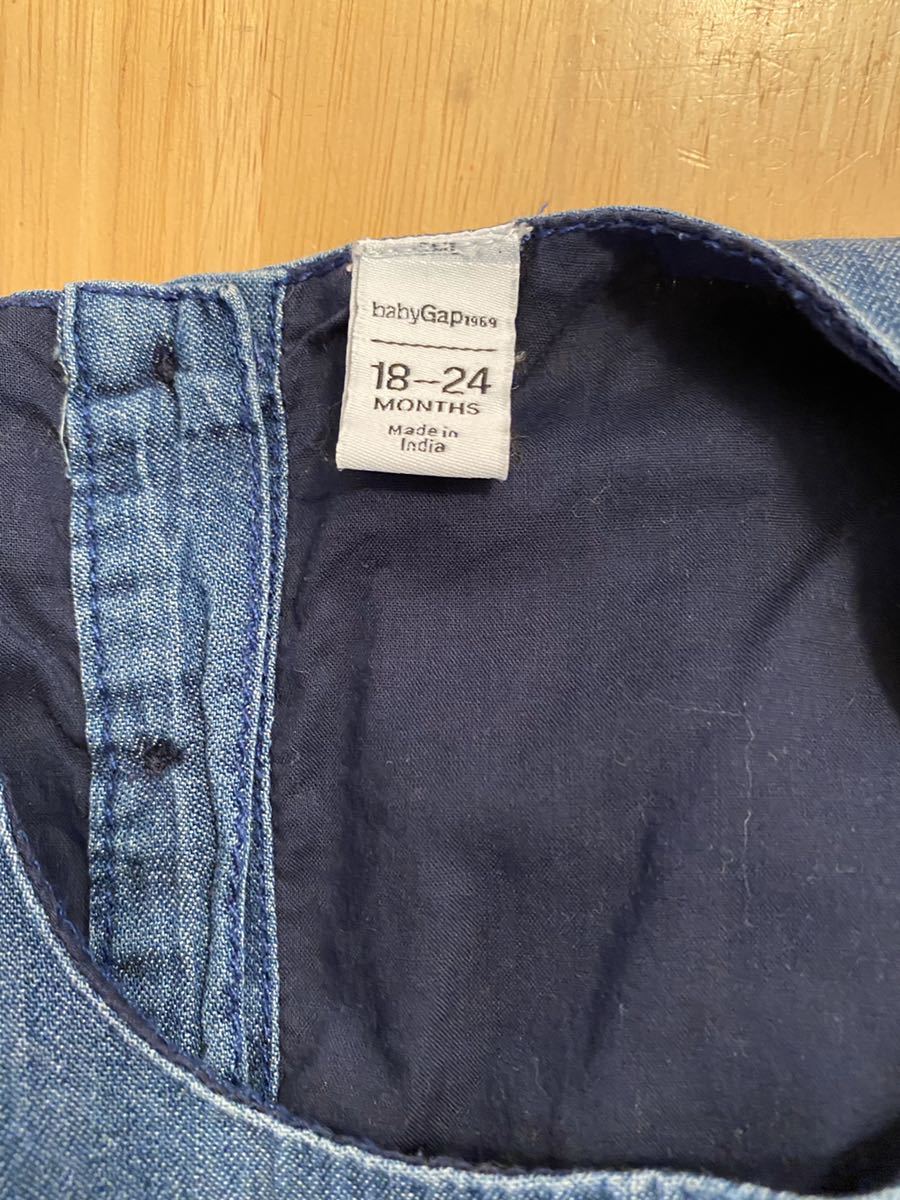 babyGap1969
18-24
MONTHS
Made in
India